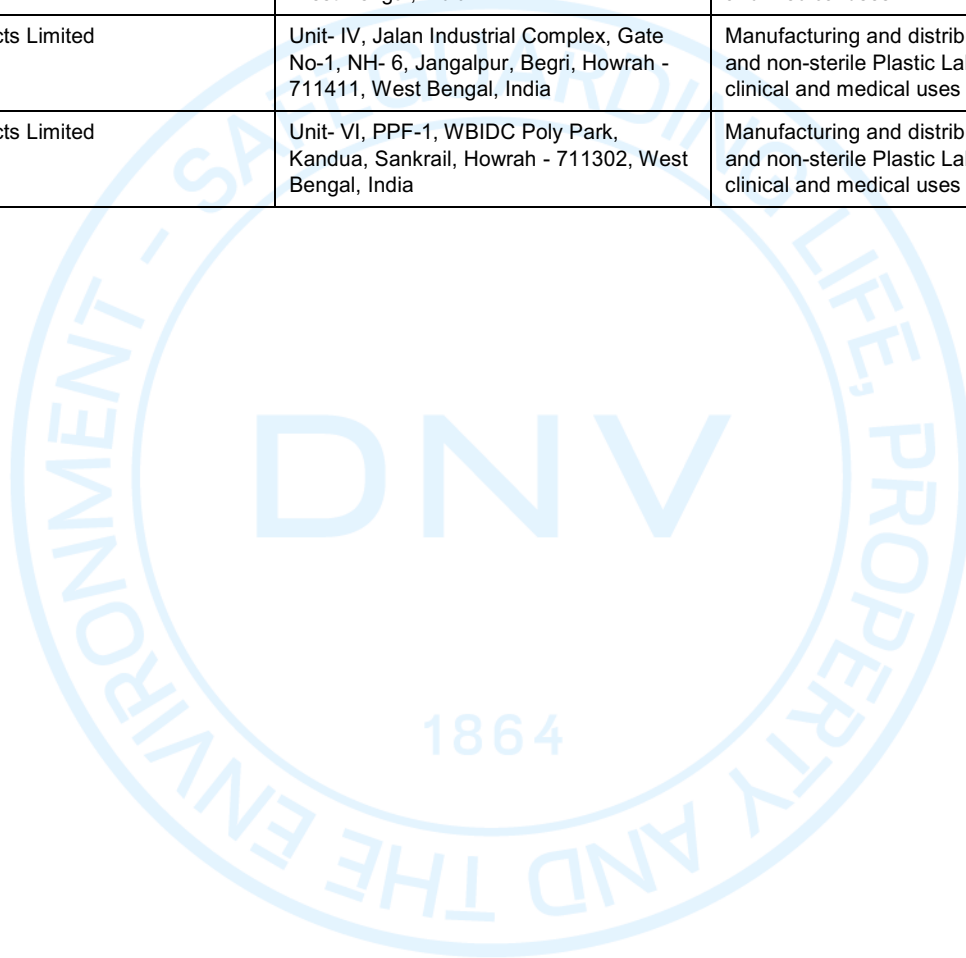 cts Limited
Unit- IV, Jalan Industrial Complex, Gate
No-1, NH- 6, Jangalpur, Begri, Howrah -
711411, West Bengal, India
Manufacturing and distrib
and non-sterile Plastic La
clinical and medical uses
cts Limited
Unit- VI, PPF-1, WBIDC Poly Park,
Kandua, Sankrail, Howrah - 711302, West
Bengal, India
Manufacturing and distrib
and non-sterile Plastic La
clinical and medical uses
SAFEGUARDING LIFE, PROPERTY AND THE ENVIRONMENT -
DNV
1864